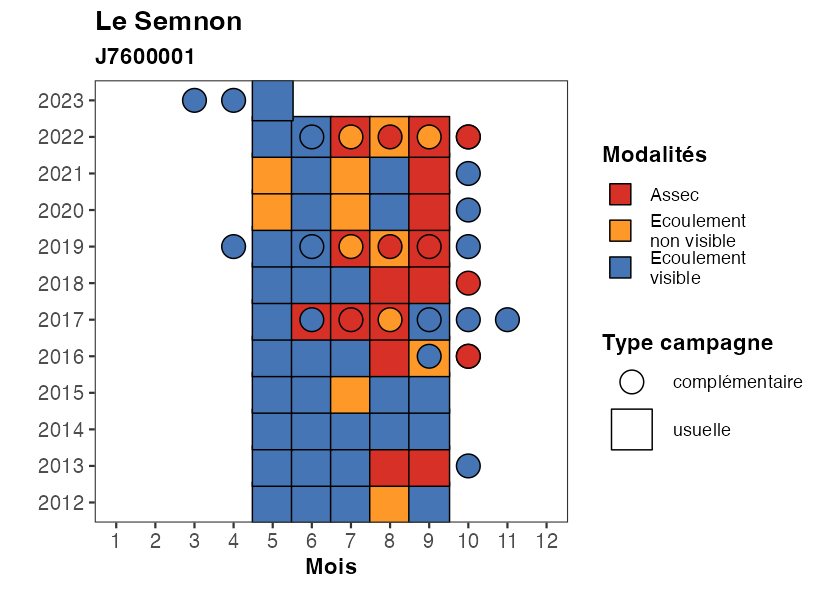 Le Semnon
J7600001
2023
2022
2021
2020
2019
2018
2017
2016
2015
2014
2013
2012
1 2 3 4 5 6 7 8 9 10 11 12
Mois
Modalités
Assec
Ecoulement
non visible
Ecoulement
visible
Type campagne
complémentaire
usuelle